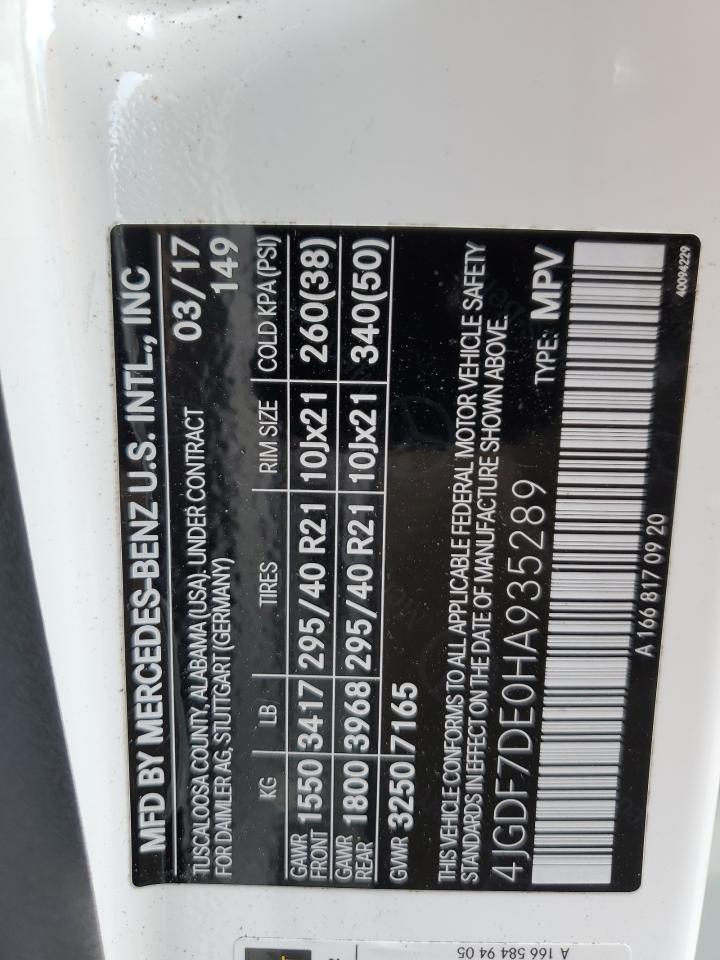 MFD BY MERCEDES-BENZ U.S. INTL., INC
TUSCALOOSA COUNTY, ALABAMA (USA), UNDER CONTRACT 03/17
FOR DAIMLER AG, STUTTGART (GERMANY) 149
KG LB TIRES RIM SIZE COLD KPA (PSI)
GAWR FRONT 1550 3417 295/40 R21 10Jx21 260(38)
GAWR REAR 1800 3968 295/40 R21 10Jx21 340(50)
GVWR 3250 7165
THIS VEHICLE CONFORMS TO ALL APPLICABLE FEDERAL MOTOR VEHICLE SAFETY
STANDARDS IN EFFECT ON THE DATE OF MANUFACTURE SHOWN ABOVE.
4JGDF7DE0HA935289 TYPE: MPV
A 166 817 09 20 40094229
A 166 584 94 05